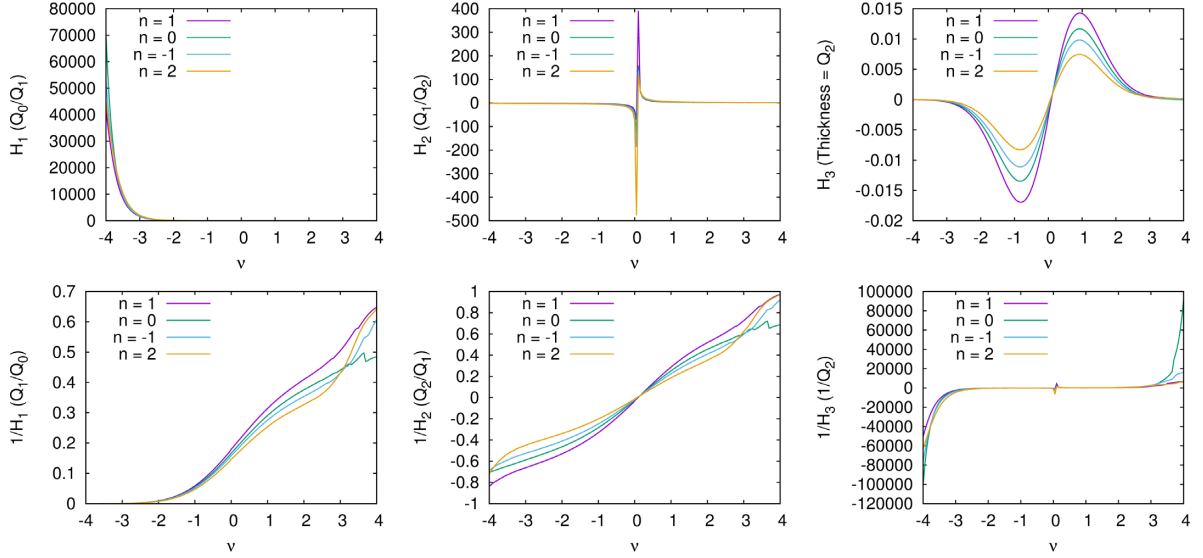 80000
70000
60000
50000
40000
30000
20000
10000
0
-4 -3 -2 -1 0 1 2 3 4
H1 (Q0/Q1)
ν
n = 1
n = 0
n = -1
n = 2
400
300
200
100
0
-100
-200
-300
-400
-500
-4 -3 -2 -1 0 1 2 3 4
H2 (Q1/Q2)
ν
n = 1
n = 0
n = -1
n = 2
0.015
0.01
0.005
0
-0.005
-0.01
-0.015
-0.02
-4 -3 -2 -1 0 1 2 3 4
H3 (Thickness = Q2)
ν
n = 1
n = 0
n = -1
n = 2
0.7
0.6
0.5
0.4
0.3
0.2
0.1
0
-4 -3 -2 -1 0 1 2 3 4
1/H1 (Q1/Q0)
ν
n = 1
n = 0
n = -1
n = 2
1
0.8
0.6
0.4
0.2
0
-0.2
-0.4
-0.6
-0.8
-1
-4 -3 -2 -1 0 1 2 3 4
1/H2 (Q2/Q1)
ν
n = 1
n = 0
n = -1
n = 2
100000
80000
60000
40000
20000
0
-20000
-40000
-60000
-80000
-100000
-120000
-4 -3 -2 -1 0 1 2 3 4
1/H3 (1/Q2)
ν
n = 1
n = 0
n = -1
n = 2